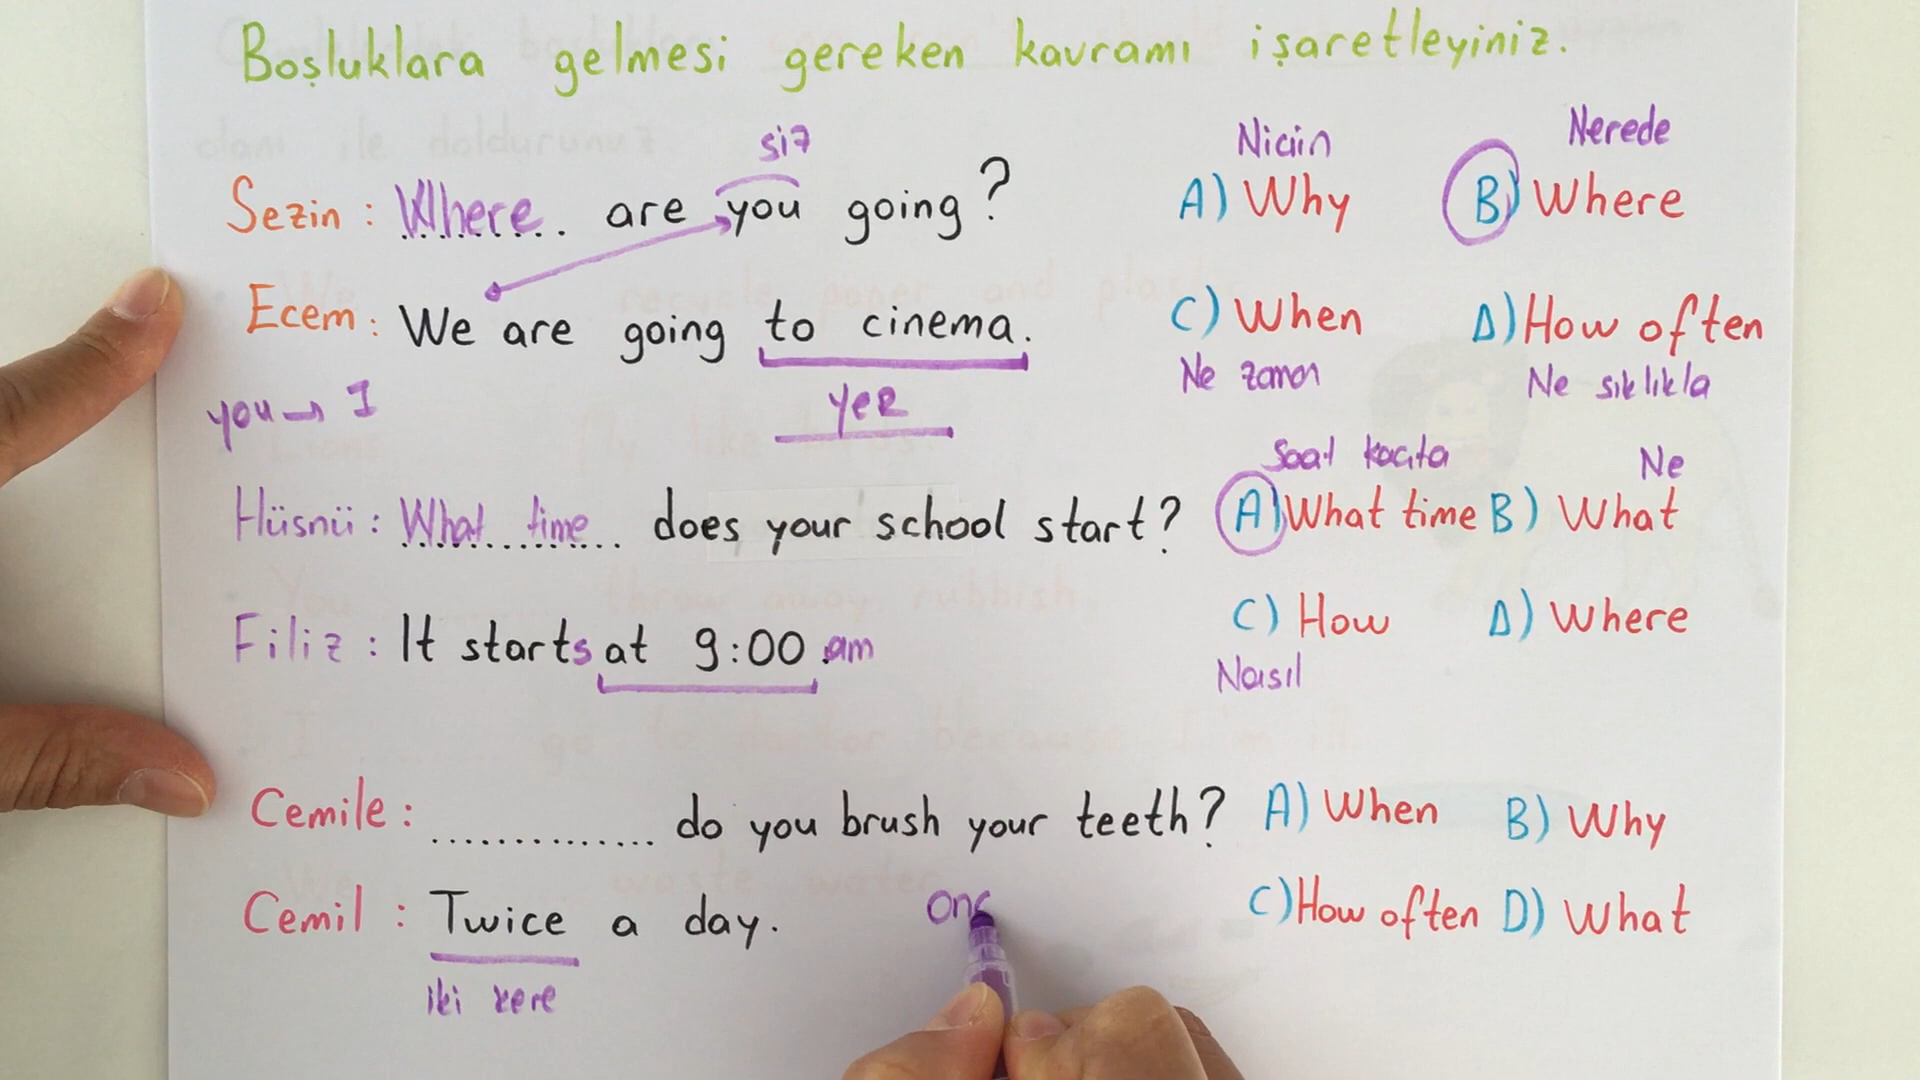 Boşluklara gelmesi gereken kavramı işaretleyiniz.
siz
Sezin : Where are you going?
Niçin
Nerede
A) Why B) Where
Ecem : We are going to cinema.
C) When D) How often
Ne zaman Ne sıklıkla
you → I
yer
Saat kaçta Ne
Hüsnü : What time does your school start?
A) What time B) What
Filiz : It starts at 9:00 am
C) How D) Where
Nasıl
Cemile : .............. do you brush your teeth?
A) When B) Why
Cemil : Twice a day.
Onc
C) How often D) What
iki kere